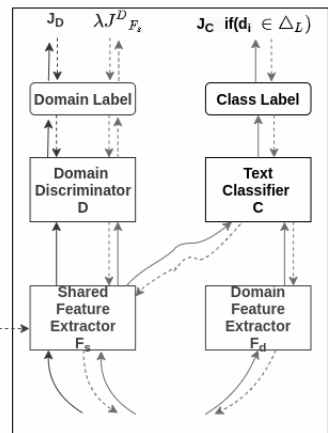 J_D λJ^D_{F_s} J_C if(d_i ∈ △_L)
Domain Label
Class Label
Domain
Discriminator
D
Text
Classifier
C
Shared
Feature
Extractor
F_s
Domain
Feature
Extractor
F_d